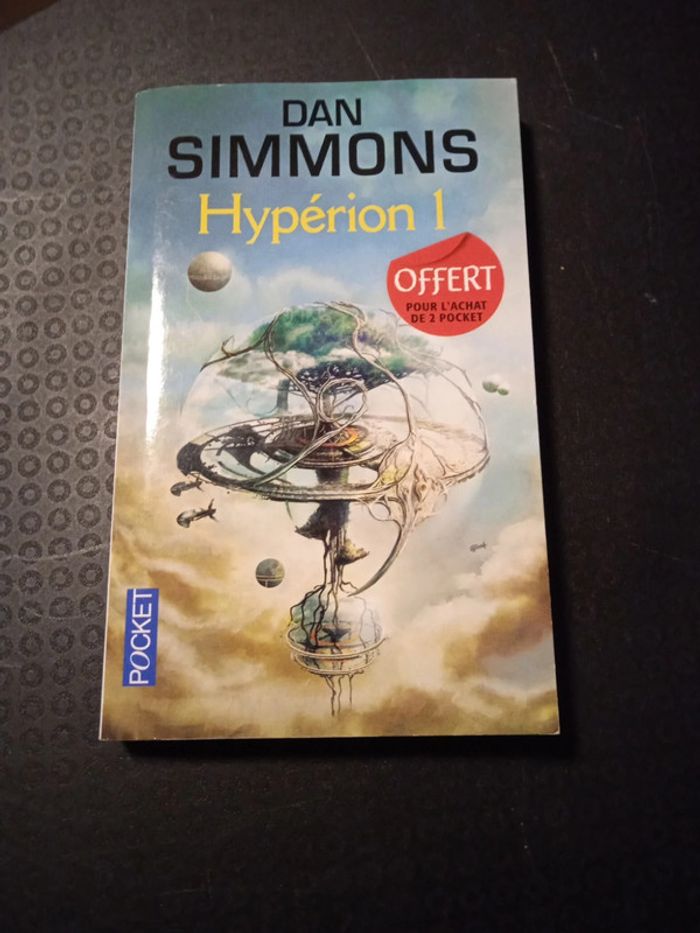 DAN
SIMMONS
Hypérion 1
OFFERT
POUR L'ACHAT
DE 2 POCKET
POCKET